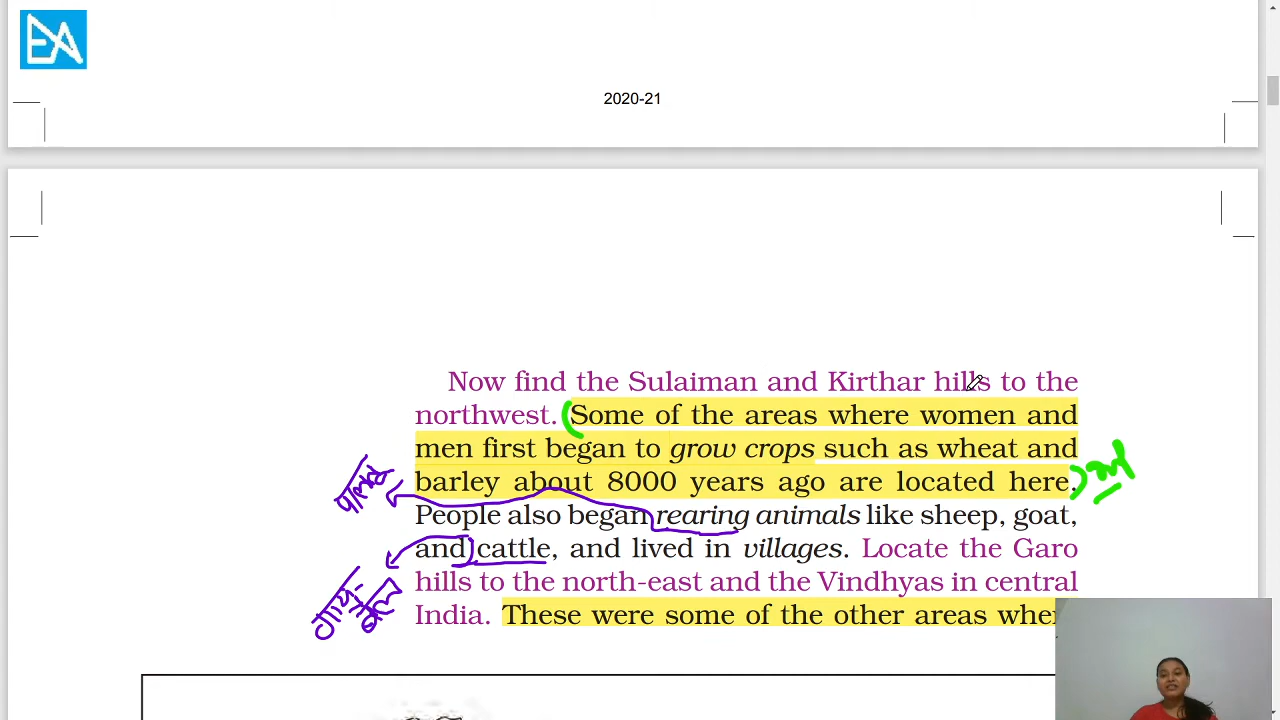 EA
2020-21
Now find the Sulaiman and Kirthar hills to the
northwest. (Some of the areas where women and
men first began to grow crops such as wheat and
barley about 8000 years ago are located here.)
पालन
People also began rearing animals like sheep, goat,
and cattle, and lived in villages. Locate the Garo
गाय-बैल
hills to the north-east and the Vindhyas in central
India. These were some of the other areas wher